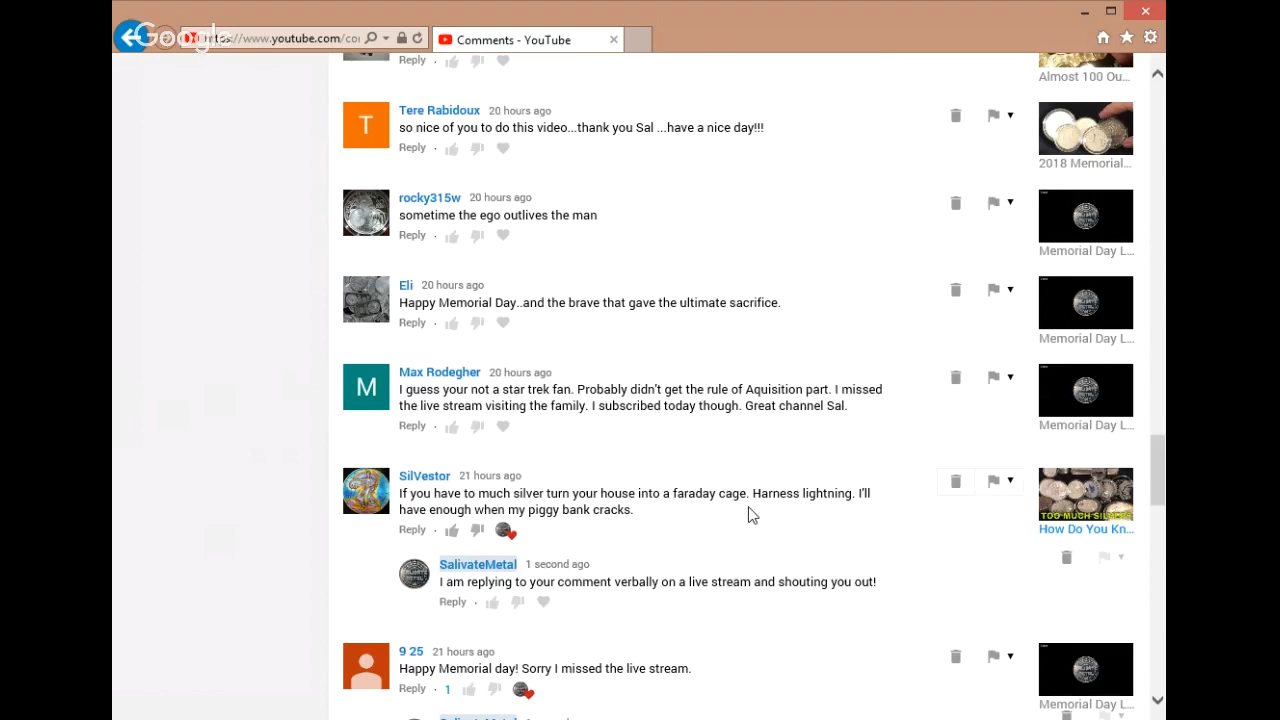 Google
https://www.youtube.com/co
Comments - YouTube
Reply ·
Almost 100 Ou...
T
Tere Rabidoux 20 hours ago
so nice of you to do this video...thank you Sal ...have a nice day!!!
Reply ·
2018 Memorial...
rocky315w 20 hours ago
sometime the ego outlives the man
Reply ·
Memorial Day L...
Eli 20 hours ago
Happy Memorial Day..and the brave that gave the ultimate sacrifice.
Reply ·
Memorial Day L...
M
Max Rodegher 20 hours ago
I guess your not a star trek fan. Probably didn't get the rule of Aquisition part. I missed
the live stream visiting the family. I subscribed today though. Great channel Sal.
Reply ·
Memorial Day L...
SilVestor 21 hours ago
If you have to much silver turn your house into a faraday cage. Harness lightning. I'll
have enough when my piggy bank cracks.
Reply ·
TOO MUCH SILVER?
How Do You Kn...
SalivateMetal 1 second ago
I am replying to your comment verbally on a live stream and shouting you out!
Reply ·
9 25 21 hours ago
Happy Memorial day! Sorry I missed the live stream.
Reply · 1
Memorial Day L...